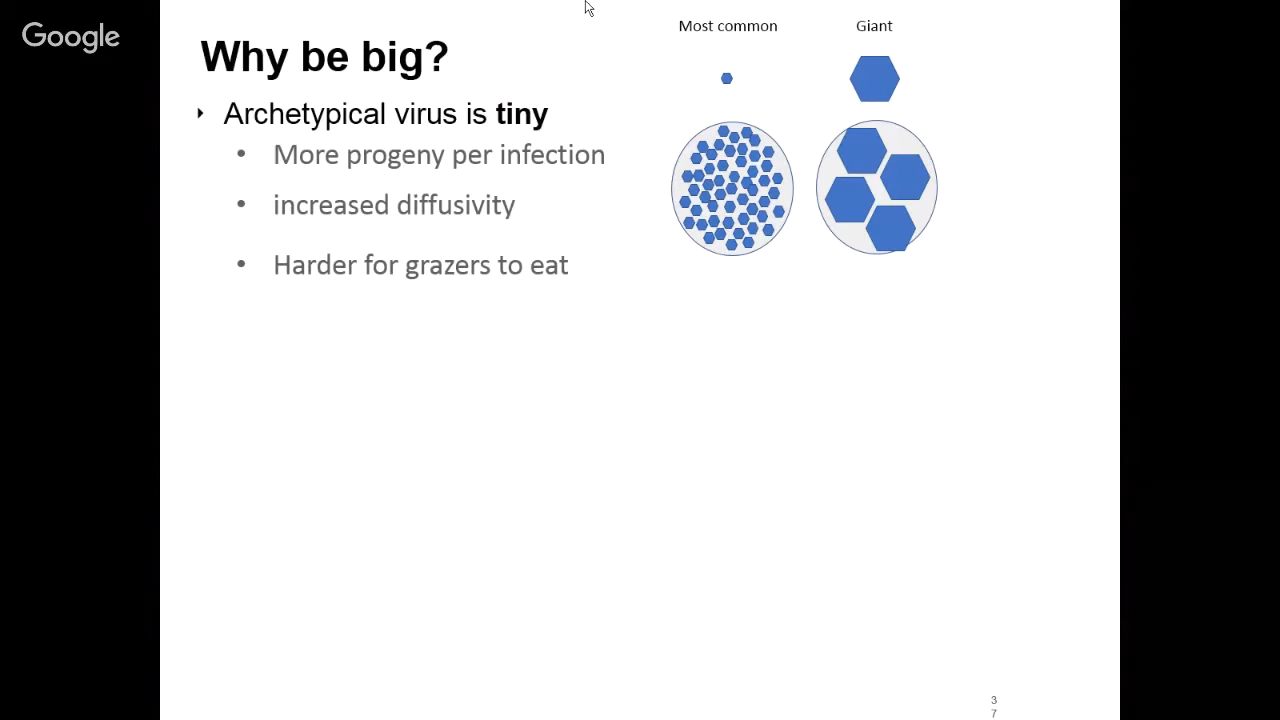 Google
Why be big?
Archetypical virus is tiny
• More progeny per infection
• increased diffusivity
• Harder for grazers to eat
Most common
Giant
3
7